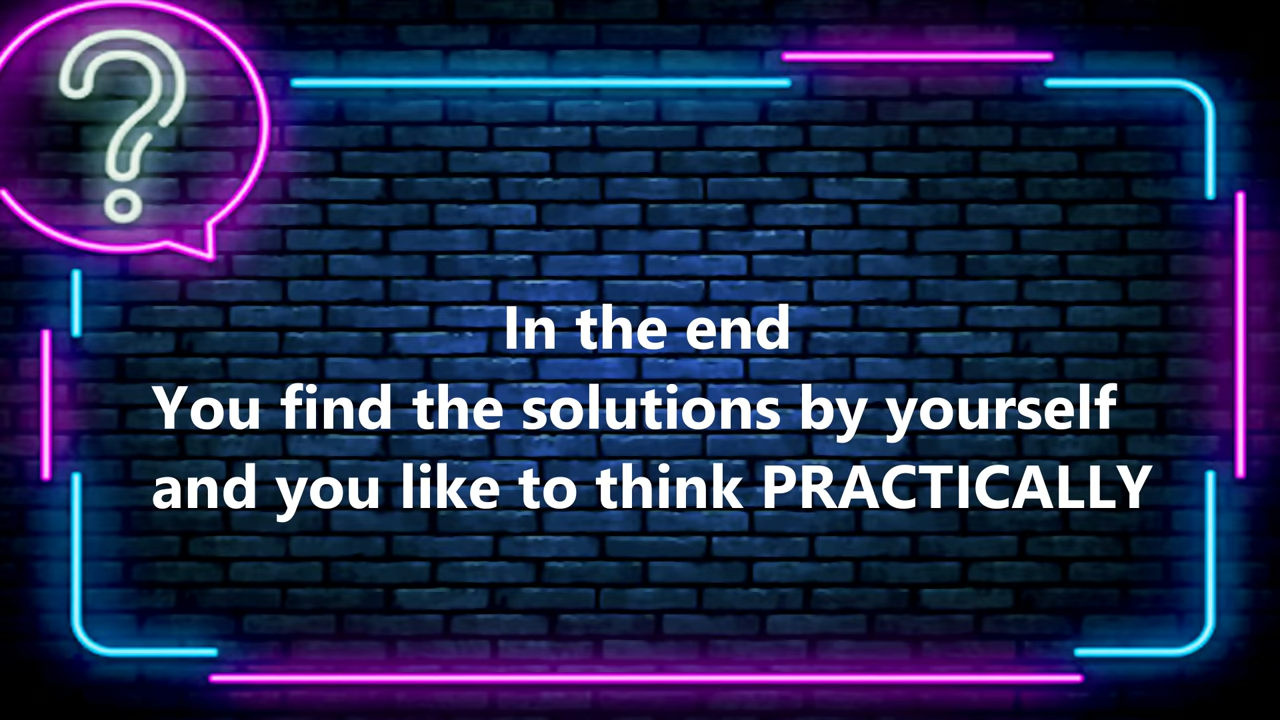 In the end
You find the solutions by yourself
and you like to think PRACTICALLY